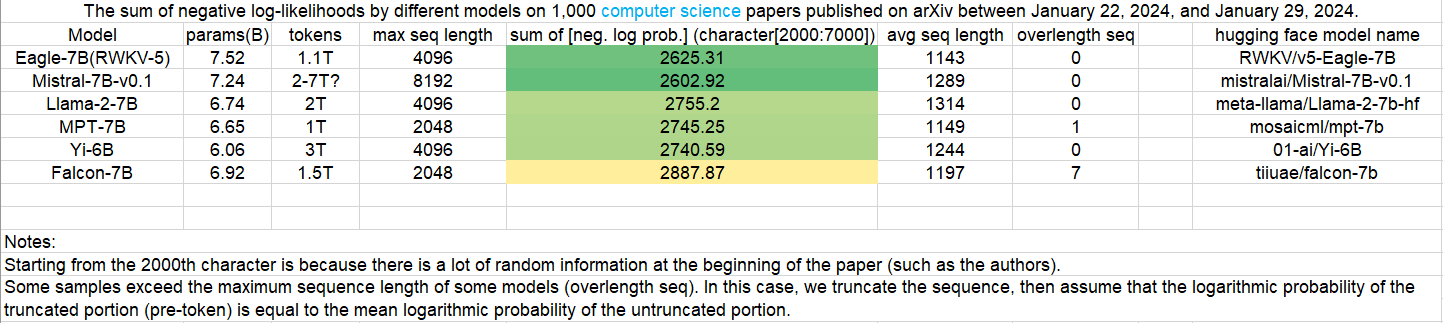 The sum of negative log-likelihoods by different models on 1,000 computer science papers published on arXiv between January 22, 2024, and January 29, 2024.
Model params(B) tokens max seq length sum of [neg. log prob.] (character[2000:7000]) avg seq length overlength seq hugging face model name
Eagle-7B(RWKV-5) 7.52 1.1T 4096 2625.31 1143 0 RWKV/v5-Eagle-7B
Mistral-7B-v0.1 7.24 2-7T? 8192 2602.92 1289 0 mistralai/Mistral-7B-v0.1
Llama-2-7B 6.74 2T 4096 2755.2 1314 0 meta-llama/Llama-2-7b-hf
MPT-7B 6.65 1T 2048 2745.25 1149 1 mosaicml/mpt-7b
Yi-6B 6.06 3T 4096 2740.59 1244 0 01-ai/Yi-6B
Falcon-7B 6.92 1.5T 2048 2887.87 1197 7 tiiuae/falcon-7b
Notes:
Starting from the 2000th character is because there is a lot of random information at the beginning of the paper (such as the authors).
Some samples exceed the maximum sequence length of some models (overlength seq). In this case, we truncate the sequence, then assume that the logarithmic probability of the
truncated portion (pre-token) is equal to the mean logarithmic probability of the untruncated portion.